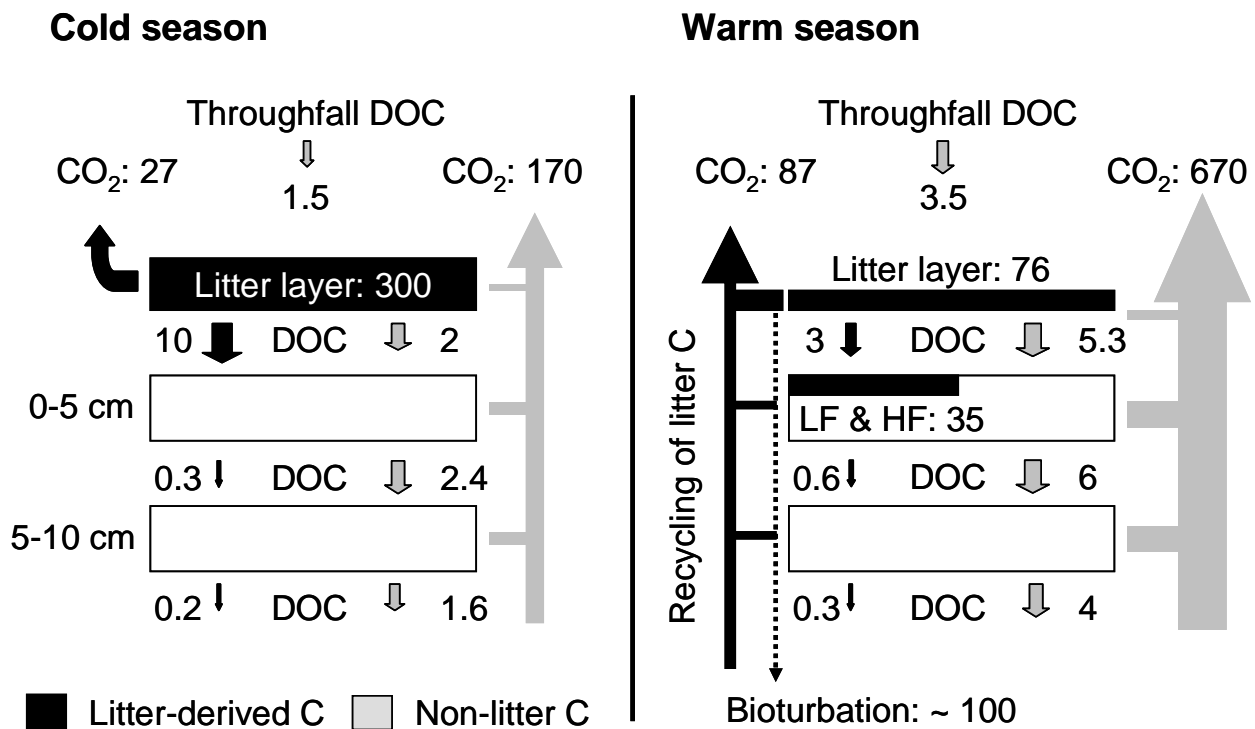 Cold season
Warm season
Throughfall DOC
CO₂: 27
CO₂: 170
1.5
Litter layer: 300
10
DOC
2
0-5 cm
0.3
DOC
2.4
5-10 cm
0.2
DOC
1.6
Litter-derived C
Non-litter C
Throughfall DOC
CO₂: 87
CO₂: 670
3.5
Litter layer: 76
3
DOC
5.3
LF & HF: 35
0.6
DOC
6
0.3
DOC
4
Recycling of litter C
Bioturbation: ~ 100